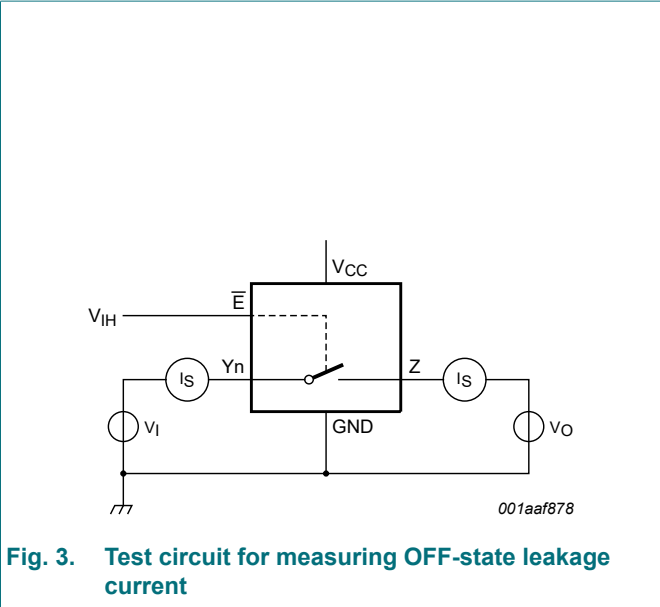 VCC
E̅
VIH
Yn
Z
IS
IS
VI
GND
VO
001aaf878
Fig. 3. Test circuit for measuring OFF-state leakage
current